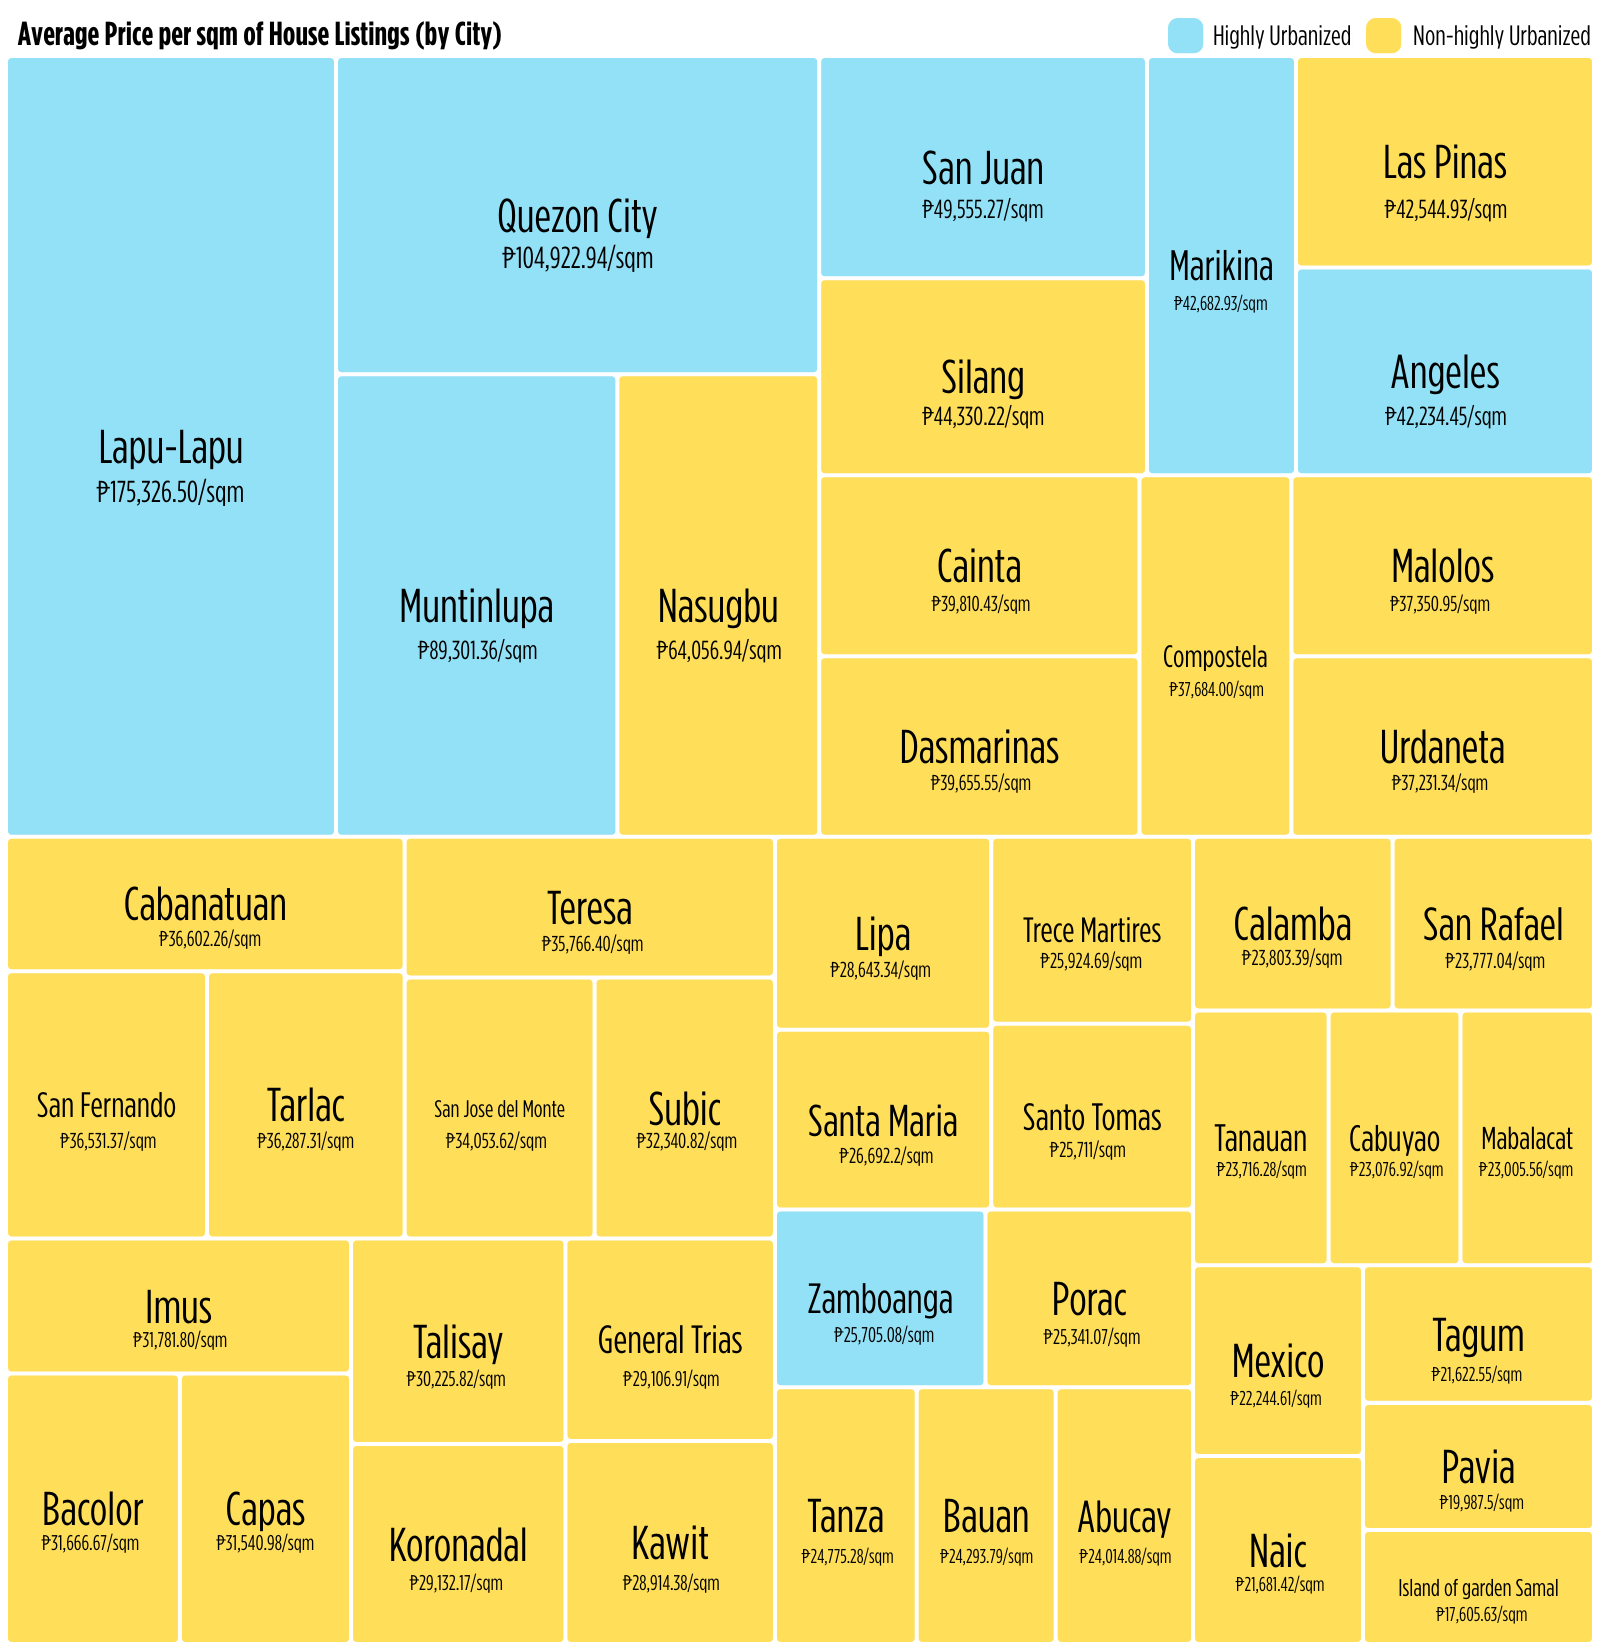 Average Price per sqm of House Listings (by City)
Highly Urbanized
Non-highly Urbanized
Lapu-Lapu
₱175,326.50/sqm
Quezon City
₱104,922.94/sqm
Muntinlupa
₱89,301.36/sqm
Nasugbu
₱64,056.94/sqm
San Juan
₱49,555.27/sqm
Silang
₱44,330.22/sqm
Marikina
₱42,682.93/sqm
Las Pinas
₱42,544.93/sqm
Angeles
₱42,234.45/sqm
Cainta
₱39,810.43/sqm
Dasmarinas
₱39,655.55/sqm
Compostela
₱37,684.00/sqm
Malolos
₱37,350.95/sqm
Urdaneta
₱37,231.34/sqm
Cabanatuan
₱36,602.26/sqm
San Fernando
₱36,531.37/sqm
Tarlac
₱36,287.31/sqm
Teresa
₱35,766.40/sqm
San Jose del Monte
₱34,053.62/sqm
Subic
₱32,340.82/sqm
Imus
₱31,781.80/sqm
Bacolor
₱31,666.67/sqm
Capas
₱31,540.98/sqm
Talisay
₱30,225.82/sqm
Koronadal
₱29,132.17/sqm
General Trias
₱29,106.91/sqm
Kawit
₱28,914.38/sqm
Lipa
₱28,643.34/sqm
Santa Maria
₱26,692.2/sqm
Trece Martires
₱25,924.69/sqm
Santo Tomas
₱25,711/sqm
Zamboanga
₱25,705.08/sqm
Porac
₱25,341.07/sqm
Tanza
₱24,775.28/sqm
Bauan
₱24,293.79/sqm
Abucay
₱24,014.88/sqm
Calamba
₱23,803.39/sqm
San Rafael
₱23,777.04/sqm
Tanauan
₱23,716.28/sqm
Cabuyao
₱23,076.92/sqm
Mabalacat
₱23,005.56/sqm
Mexico
₱22,244.61/sqm
Naic
₱21,681.42/sqm
Tagum
₱21,622.55/sqm
Pavia
₱19,987.5/sqm
Island of garden Samal
₱17,605.63/sqm